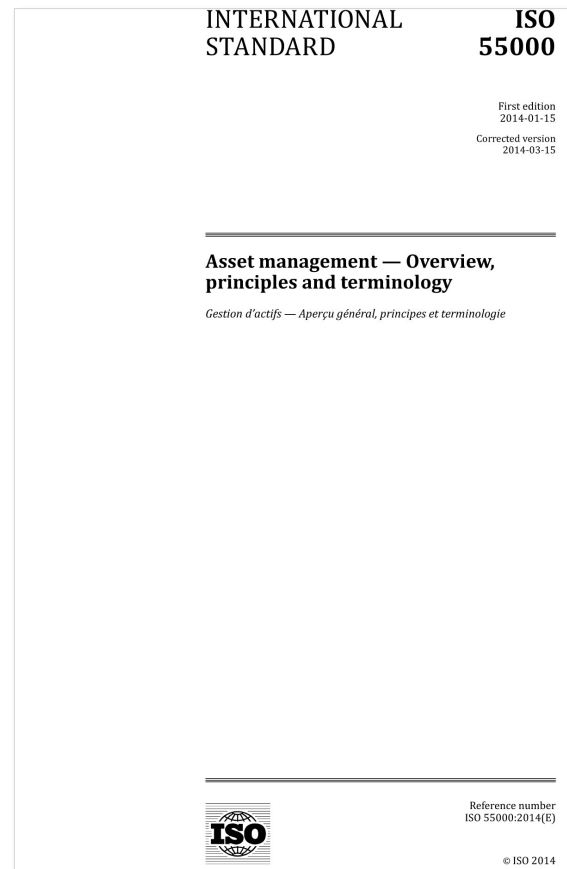 INTERNATIONAL
STANDARD
ISO
55000
First edition
2014-01-15
Corrected version
2014-03-15
Asset management — Overview,
principles and terminology
Gestion d'actifs — Aperçu général, principes et terminologie
ISO
Reference number
ISO 55000:2014(E)
© ISO 2014